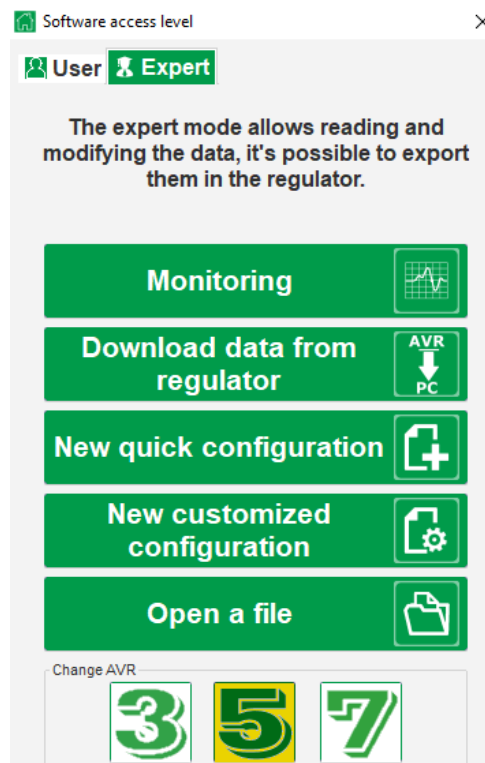 Software access level
User Expert
The expert mode allows reading and
modifying the data, it's possible to export
them in the regulator.
Monitoring
Download data from
regulator
AVR
PC
New quick configuration
New customized
configuration
Open a file
Change AVR
3 5 7